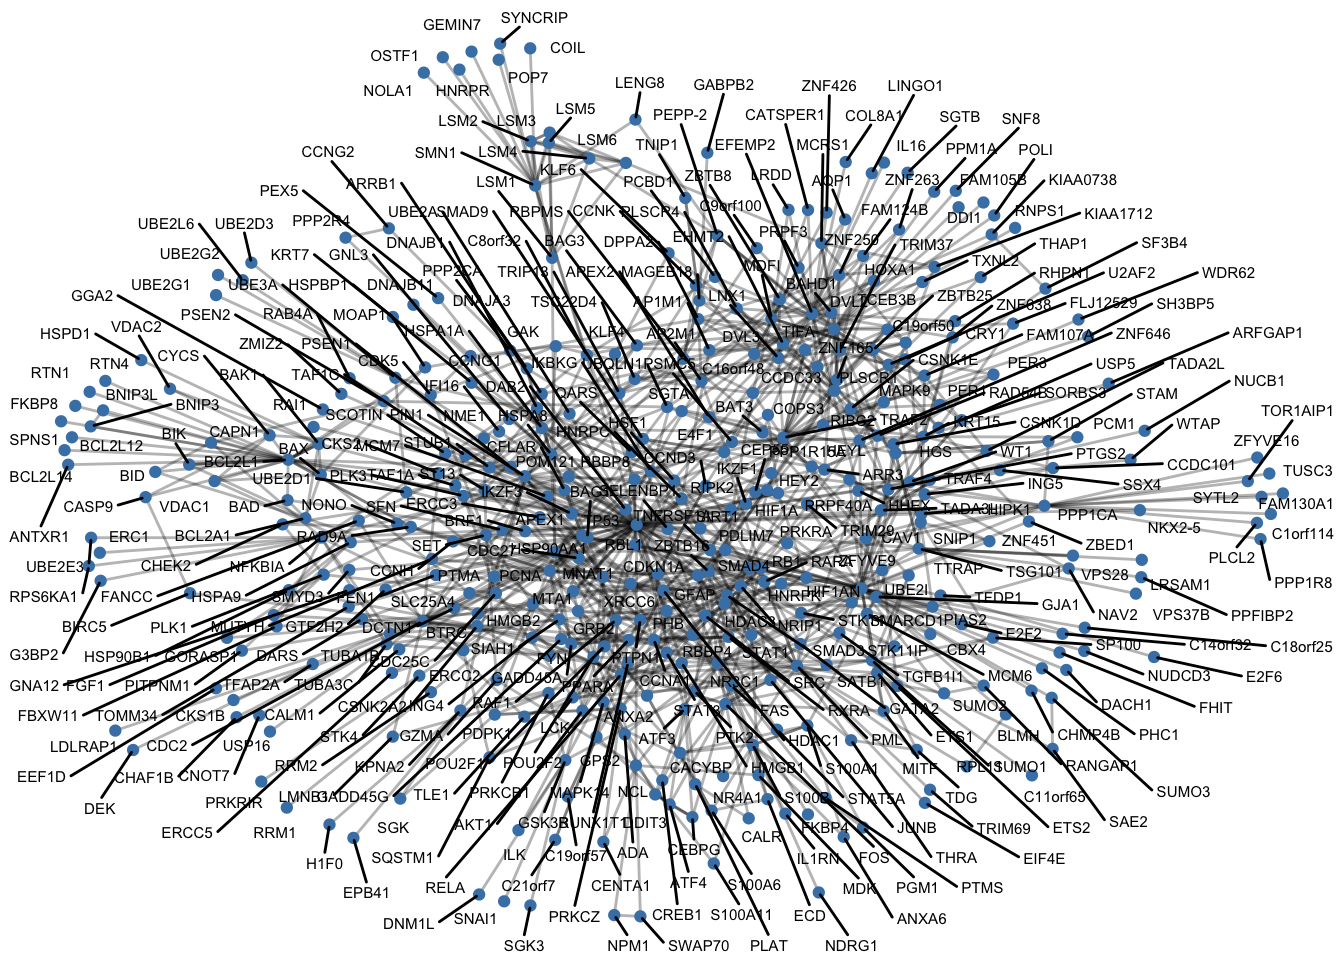 SYNCRIP
GEMIN7
OSTF1
COIL
NOLA1
HNRPR
POP7
LENG8
GABPB2
ZNF426
LINGO1
LSM5
LSM2
LSM3
LSM6
PEPP-2
CATSPER1
COL8A1
SGTB
SNF8
CCNG2
SMN1
LSM4
KLF6
TNIP1
EFEMP2
MCRS1
IL16
PPM1A
POLI
PEX5
ARRB1
LSM1
PCBD1
ZBTB8
LRDD
AQP1
ZNF263
FAM105B
KIAA0738
UBE2L6
UBE2D3
PPP2R4
UBE2A
SMAD9
RBPMS
CCNK
PLSCR4
C9orf100
FAM124B
DDI1
RNPS1
KIAA1712
UBE2G2
KRT7
GNL3
DNAJB1
C8orf32
BAG3
DPPA2
EHMT2
PRPF3
ZNF250
TRIM37
THAP1
SF3B4
UBE2G1
UBE3A
HSPBP1
DNAJB11
PPP2CA
TRIP13
APEX2
MAGEB18
MDFI
HOXA1
TXNL2
RHPN1
U2AF2
WDR62
GGA2
PSEN2
RAB4A
MOAP1
DNAJA3
TSC22D4
AP1M1
LNX1
BAHD1
TCEB3B
ZBTB25
ZNF638
FLJ12529
SH3BP5
HSPD1
VDAC2
ZMIZ2
PSEN1
HSPA1A
GAK
KLF4
AP2M1
DVL3
TIFA
C19orf50
CRY1
FAM107A
ZNF646
ARFGAP1
RTN4
CYCS
CDK5
CCNG1
IKBKG
UBQLN1
PSMC5
C16orf48
ZNF165
CSNK1E
PER3
USP5
TADA2L
RTN1
BAK1
TAF1C
IFI16
DAB2
QARS
SGTA
CCDC33
PLSCR1
MAPK9
PER1
SORBS3
NUCB1
FKBP8
BNIP3L
BNIP3
RAI1
SCOTIN
PIN1
NME1
HSPA8
HSF1
BAT3
COPS3
TRAF2
KRT15
CSNK1D
STAM
TOR1AIP1
SPNS1
BCL2L12
BIK
CAPN1
BAX
CKS2
MCM7
STUB1
CFLAR
HNRPC
E4F1
HEYL
HGS
WT1
PCM1
WTAP
ZFYVE16
BCL2L14
BID
BCL2L1
UBE2D1
PLK3
TAF1A
ST13
POM121
RBBP8
CCND3
IKZF1
ARR3
PTGS2
CCDC101
TUSC3
CASP9
VDAC1
BAD
NONO
SFN
ERCC3
IKZF3
SELENBP1
RIPK2
HEY2
TRAF4
ING5
SSX4
SYTL2
FAM130A1
ANTXR1
ERC1
BCL2A1
RAD9A
BRF1
APEX1
TP53
HIF1A
PRPF40A
HHEX
TADA3L
HIPK1
PPP1CA
NKX2-5
C1orf114
UBE2E3
CHEK2
NFKBIA
SET
CDC27
HSP90AA1
RBL1
ZBTB16
PDLIM7
PRKRA
TRIM29
CAV1
SNIP1
ZNF451
ZBED1
PLCL2
RPS6KA1
FANCC
HSPA9
CCNH
PTMA
PCNA
MNAT1
CDKN1A
SMAD4
RB1
RARA
ZFYVE9
TTRAP
TSG101
VPS28
LRSAM1
PPP1R8
BIRC5
SMYD3
FEN1
SLC25A4
MTA1
XRCC6
GFAP
HNRPK
HIF1AN
UBE2I
TFDP1
GJA1
NAV2
VPS37B
PPFIBP2
G3BP2
PLK1
MUTYH
GTF2H2
DCTN1
BTRC
HMGB2
GRB2
PHB
HDAC3
NRIP1
SMARCD1
PIAS2
E2F2
SP100
C14orf32
C18orf25
HSP90B1
GORASP1
DARS
TUBA1B
CDC25C
SIAH1
FYN
PTPN1
RBBP4
STAT1
SMAD3
STK11IP
CBX4
NUDCD3
E2F6
GNA12
FGF1
PITPNM1
TFAP2A
TUBA3C
ERCC2
GADD45A
PPARA
CCNA1
NR2C1
SRC
SATB1
TGFB1I1
MCM6
DACH1
FHIT
FBXW11
TOMM34
CKS1B
CALM1
CSNK2A2
ING4
RAF1
ANXA2
STAT3
FAS
RXRA
GATA2
SUMO2
PHC1
LDLRAP1
CDC2
USP16
STK4
GZMA
PDPK1
LCK
ATF3
PTK2
HDAC1
PML
ETS1
BLMH
CHMP4B
EEF1D
CHAF1B
CNOT7
RRM2
KPNA2
POU2F1
POU2F2
GPS2
CACYBP
HMGB1
S100A1
MITF
RPL13
SUMO1
RANGAP1
DEK
PRKRIR
LMNB1
GADD45G
TLE1
PRKCB1
MAPK14
NCL
NR4A1
S100B
STAT5A
TDG
C11orf65
SUMO3
ERCC5
RRM1
SGK
AKT1
GSK3B
RUNX1T1
DDIT3
CALR
FKBP4
JUNB
TRIM69
ETS2
SAE2
H1F0
SQSTM1
ILK
C19orf57
ADA
CEBPG
IL1RN
FOS
THRA
EIF4E
EPB41
RELA
C21orf7
CENTA1
ATF4
S100A6
MDK
PGM1
PTMS
DNM1L
SNAI1
PRKCZ
CREB1
S100A11
ECD
ANXA6
SGK3
NPM1
SWAP70
PLAT
NDRG1